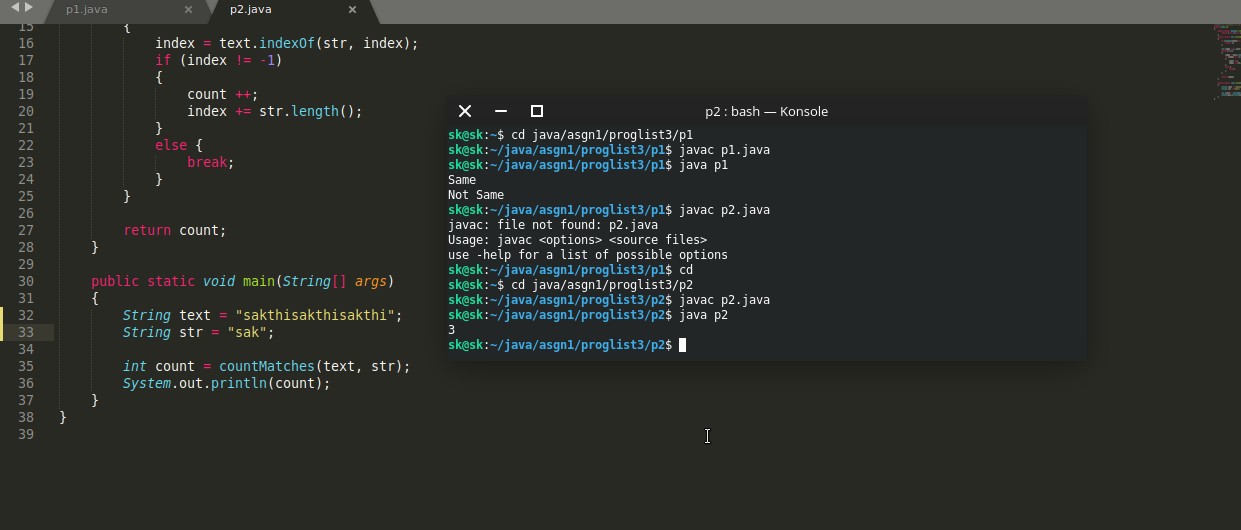 p1.java
p2.java
15 {
16 index = text.indexOf(str, index);
17 if (index != -1)
18 {
19 count ++;
20 index += str.length();
21 }
22 else {
23 break;
24 }
25 }
26
27 return count;
28 }
29
30 public static void main(String[] args)
31 {
32 String text = "sakthisakthisakthi";
33 String str = "sak";
34
35 int count = countMatches(text, str);
36 System.out.println(count);
37 }
38 }
39
p2 : bash — Konsole
sk@sk:~$ cd java/asgn1/proglist3/p1
sk@sk:~/java/asgn1/proglist3/p1$ javac p1.java
sk@sk:~/java/asgn1/proglist3/p1$ java p1
Same
Not Same
sk@sk:~/java/asgn1/proglist3/p1$ javac p2.java
javac: file not found: p2.java
Usage: javac <options> <source files>
use -help for a list of possible options
sk@sk:~/java/asgn1/proglist3/p1$ cd
sk@sk:~$ cd java/asgn1/proglist3/p2
sk@sk:~/java/asgn1/proglist3/p2$ javac p2.java
sk@sk:~/java/asgn1/proglist3/p2$ java p2
3
sk@sk:~/java/asgn1/proglist3/p2$